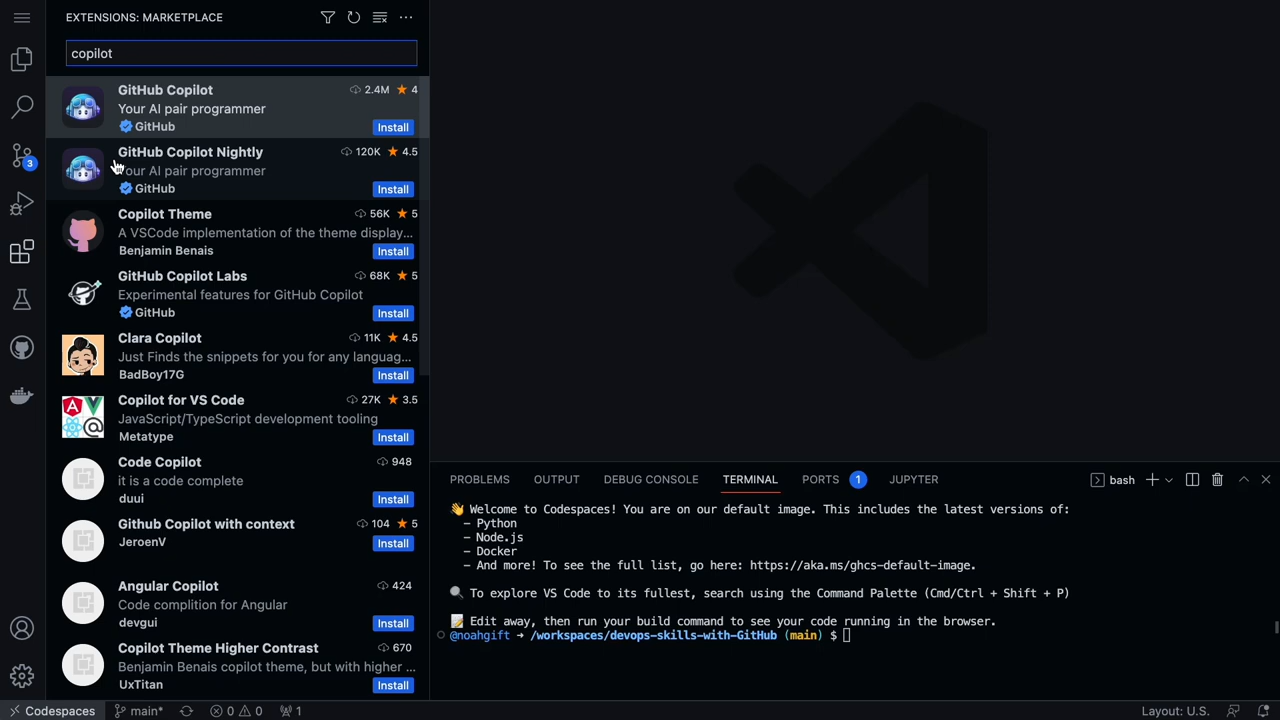 EXTENSIONS: MARKETPLACE
copilot
GitHub Copilot 2.4M ★ 4
Your AI pair programmer
GitHub Install
GitHub Copilot Nightly 120K ★ 4.5
Your AI pair programmer
GitHub Install
Copilot Theme 56K ★ 5
A VSCode implementation of the theme display...
Benjamin Benais Install
GitHub Copilot Labs 68K ★ 5
Experimental features for GitHub Copilot
GitHub Install
Clara Copilot 11K ★ 4.5
Just Finds the snippets for you for any languag...
BadBoy17G Install
Copilot for VS Code 27K ★ 3.5
JavaScript/TypeScript development tooling
Metatype Install
Code Copilot 948
it is a code complete
duui Install
Github Copilot with context 104 ★ 5
JeroenV Install
Angular Copilot 424
Code complition for Angular
devgui Install
Copilot Theme Higher Contrast 670
Benjamin Benais copilot theme, but with higher ...
UxTitan Install
3
PROBLEMS OUTPUT DEBUG CONSOLE TERMINAL PORTS 1 JUPYTER bash
👋 Welcome to Codespaces! You are on our default image. This includes the latest versions of:
- Python
- Node.js
- Docker
- And more! To see the full list, go here: https://aka.ms/ghcs-default-image.
🔍 To explore VS Code to its fullest, search using the Command Palette (Cmd/Ctrl + Shift + P)
📝 Edit away, then run your build command to see your code running in the browser.
@noahgift → /workspaces/devops-skills-with-GitHub (main) $
Codespaces main* 0 0 1 Layout: U.S.